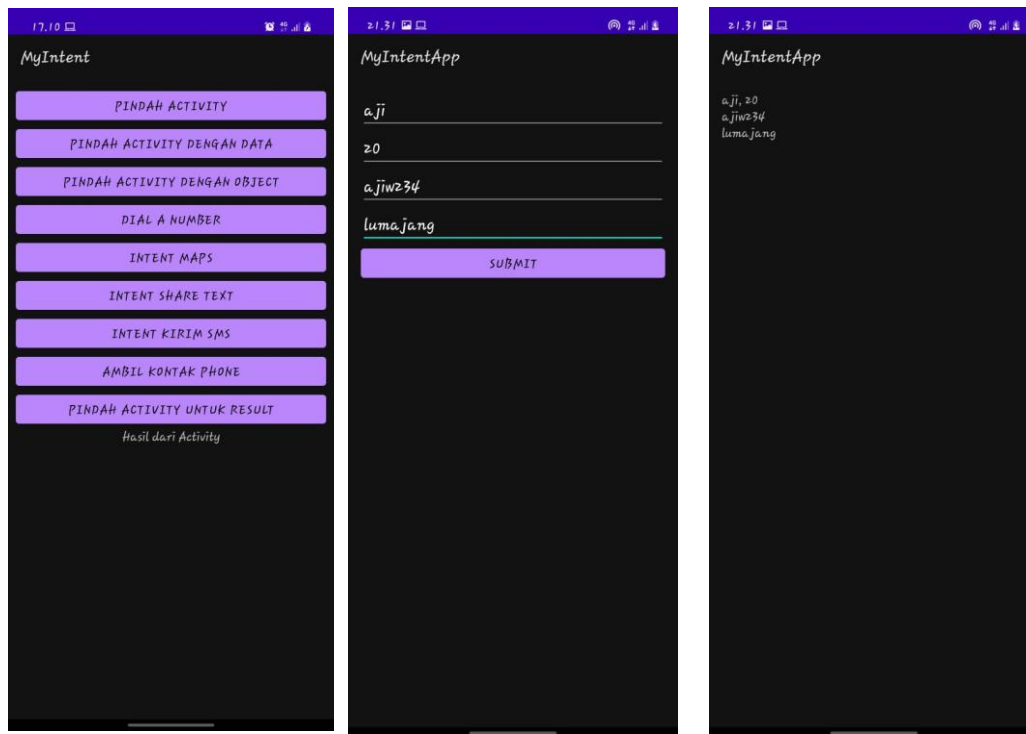 17.10
MyIntent
PINDAH ACTIVITY
PINDAH ACTIVITY DENGAN DATA
PINDAH ACTIVITY DENGAN OBJECT
DIAL A NUMBER
INTENT MAPS
INTENT SHARE TEXT
INTENT KIRIM SMS
AMBIL KONTAK PHONE
PINDAH ACTIVITY UNTUK RESULT
Hasil dari Activity
21.31
MyIntentApp
aji
20
ajiw234
lumajang
SUBMIT
21.31
MyIntentApp
aji, 20
ajiw234
lumajang